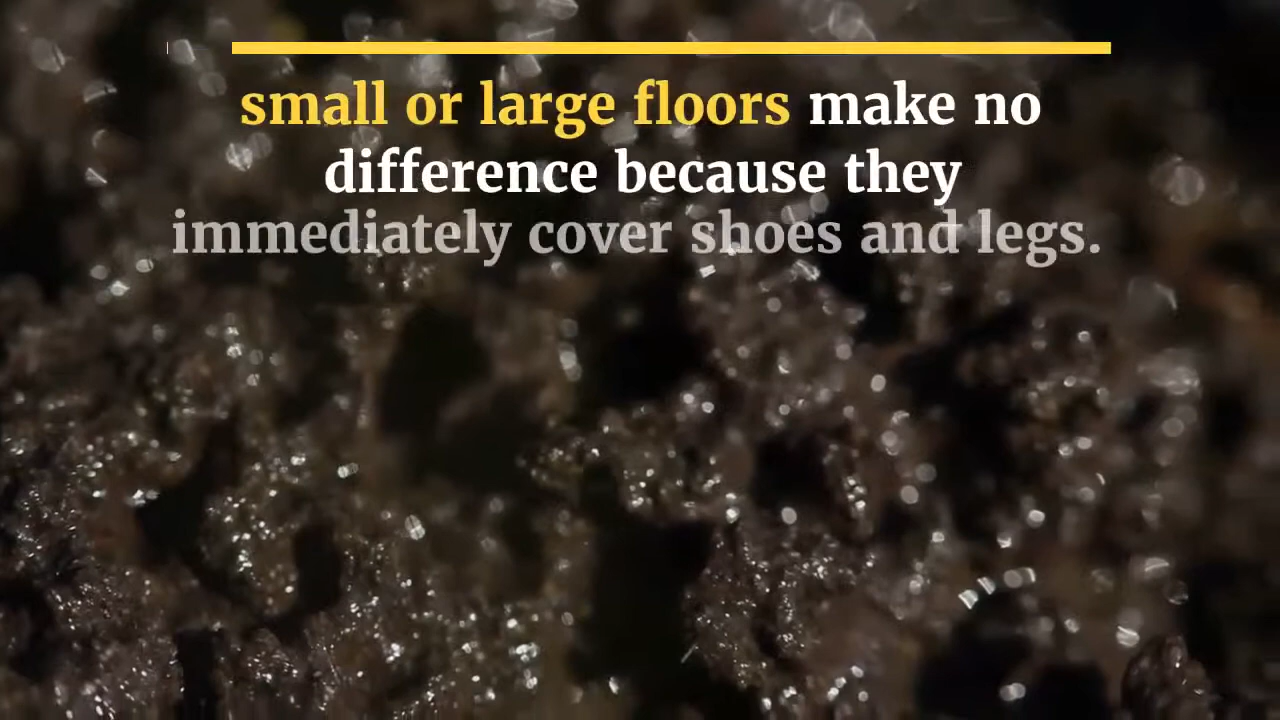 small or large floors make no
difference because they
immediately cover shoes and legs.